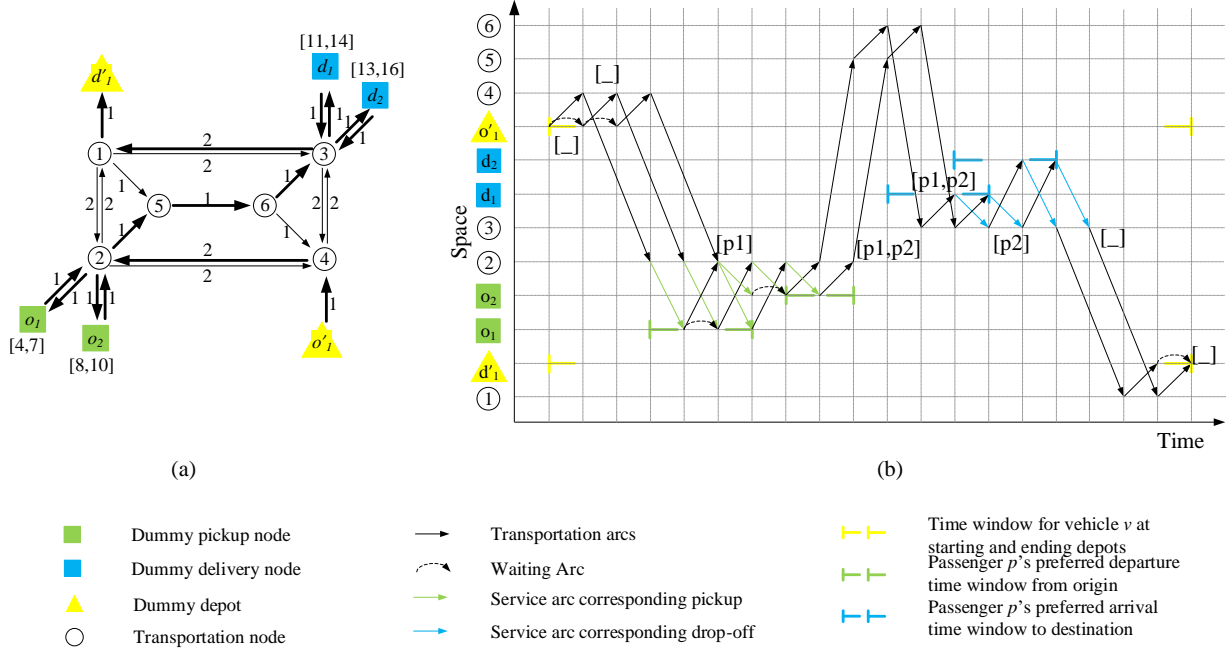 [11,14]
d'1
d1
[13,16]
d2
1
1
1
1
1
1
2
1
3
2
1
1
2
2
5
1
6
2
2
1
1
2
2
4
2
1
1
1
1
1
o1
[4,7]
o2
[8,10]
o'1
(a)
Space
6
5
4
o'1
d2
d1
3
2
o2
o1
d'1
1
[_]
[_]
[p1]
[p1,p2]
[p1,p2]
[p2]
[_]
[_]
Time
(b)
Dummy pickup node
Dummy delivery node
Dummy depot
Transportation node
Transportation arcs
Waiting Arc
Service arc corresponding pickup
Service arc corresponding drop-off
Time window for vehicle v at
starting and ending depots
Passenger p's preferred departure
time window from origin
Passenger p's preferred arrival
time window to destination